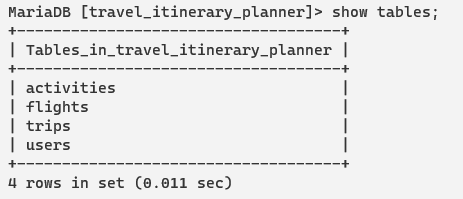 MariaDB [travel_itinerary_planner]> show tables;
+-----------------------------------+
| Tables_in_travel_itinerary_planner |
+-----------------------------------+
| activities |
| flights |
| trips |
| users |
+-----------------------------------+
4 rows in set (0.011 sec)